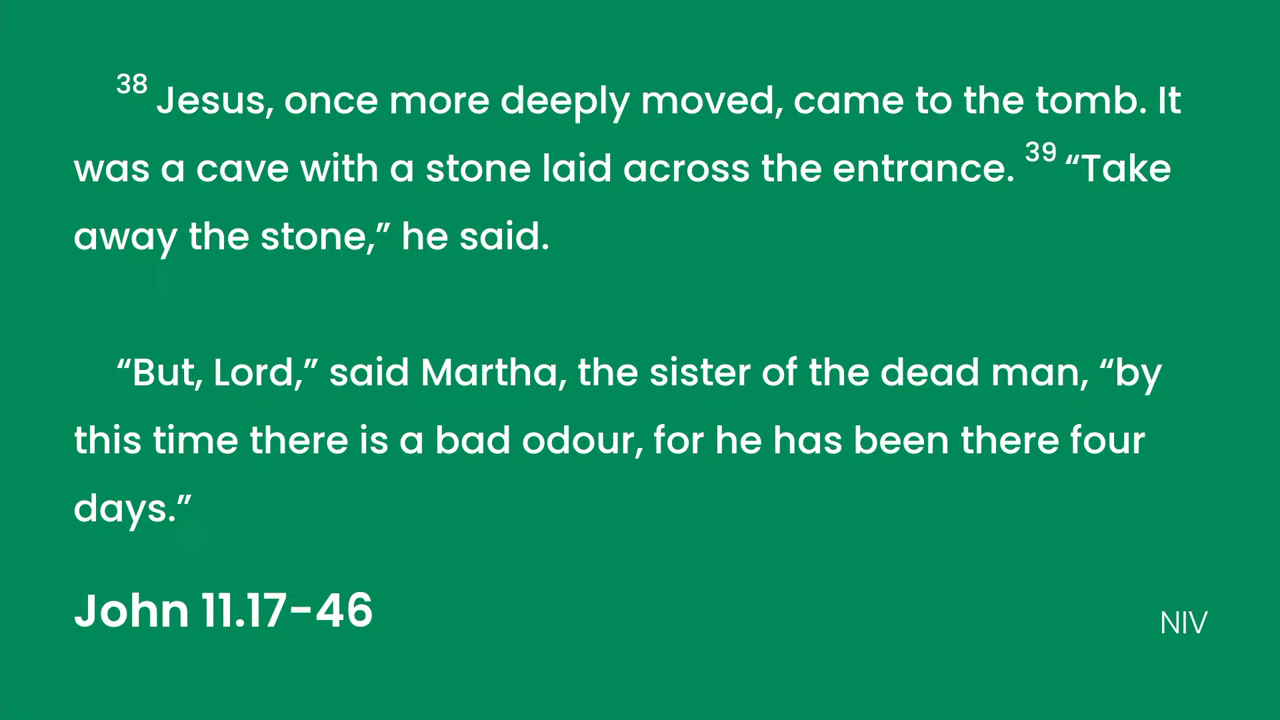 38 Jesus, once more deeply moved, came to the tomb. It
was a cave with a stone laid across the entrance. 39 “Take
away the stone,” he said.
“But, Lord,” said Martha, the sister of the dead man, “by
this time there is a bad odour, for he has been there four
days.”
John 11.17-46
NIV